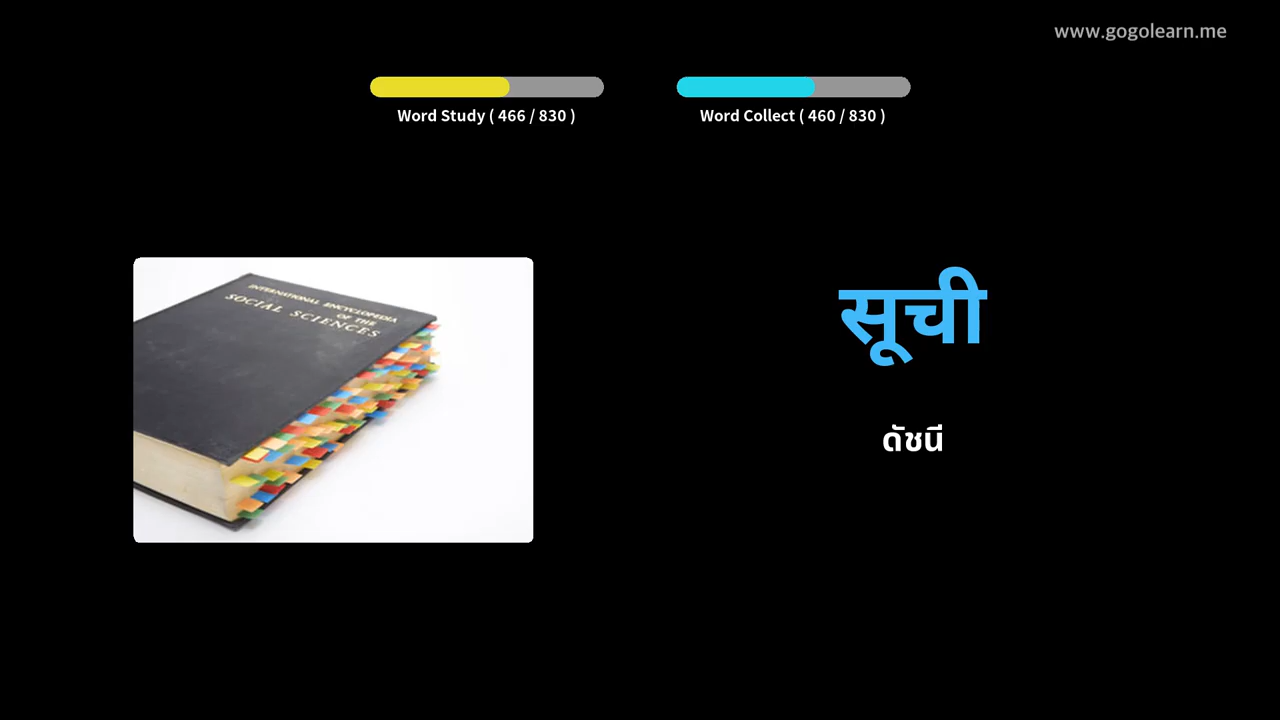 www.gogolearn.me
Word Study ( 466 / 830 )
Word Collect ( 460 / 830 )
INTERNATIONAL ENCYCLOPEDIA
OF THE
SOCIAL SCIENCES
सूची
ดัชนี